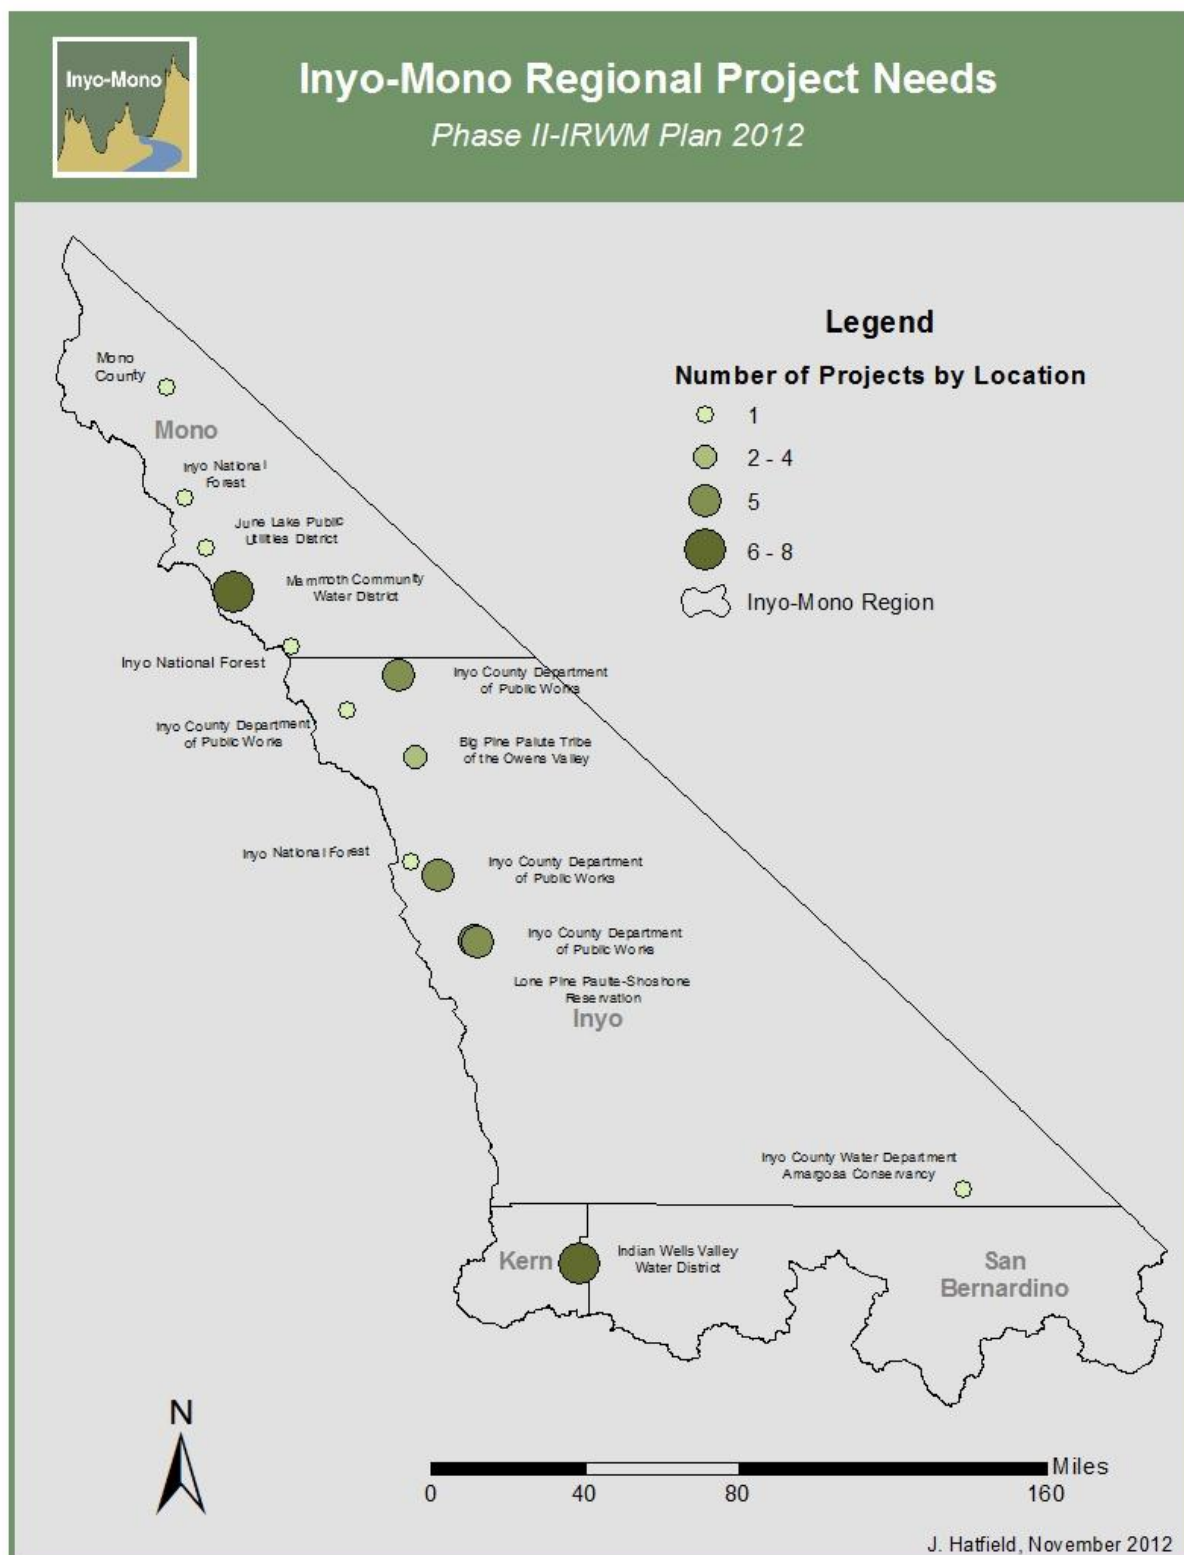 Inyo-Mono
Inyo-Mono Regional Project Needs
Phase II-IRWM Plan 2012
Legend
Number of Projects by Location
1
2 - 4
5
6 - 8
Inyo-Mono Region
Mono
County
Mono
Inyo National
Forest
June Lake Public
Utilities District
Mammoth Community
Water District
Inyo National Forest
Inyo County Department
of Public Works
Inyo County Department
of Public Works
Big Pine Paiute Tribe
of the Owens Valley
Inyo National Forest
Inyo County Department
of Public Works
Inyo County Department
of Public Works
Lone Pine Pauite-Shoshone
Reservation
Inyo
Inyo County Water Department
Amargosa Conservancy
Kern
Indian Wells Valley
Water District
San
Bernardino
N
Miles
0 40 80 160
J. Hatfield, November 2012